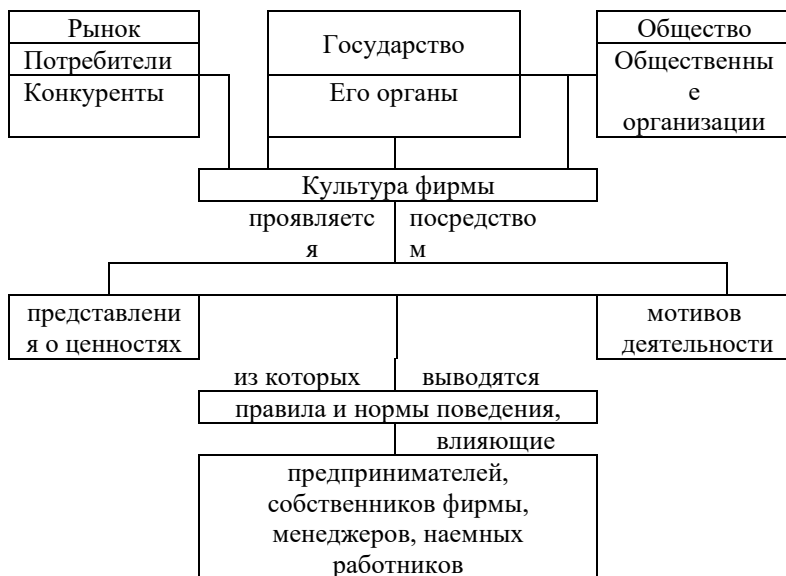 Рынок
Потребители
Конкуренты
Государство
Его органы
Общество
Общественны
е
организации
Культура фирмы
проявляетс
я
посредство
м
представлени
я о ценностях
мотивов
деятельности
из которых
выводятся
правила и нормы поведения,
влияющие
предпринимателей,
собственников фирмы,
менеджеров, наемных
работников